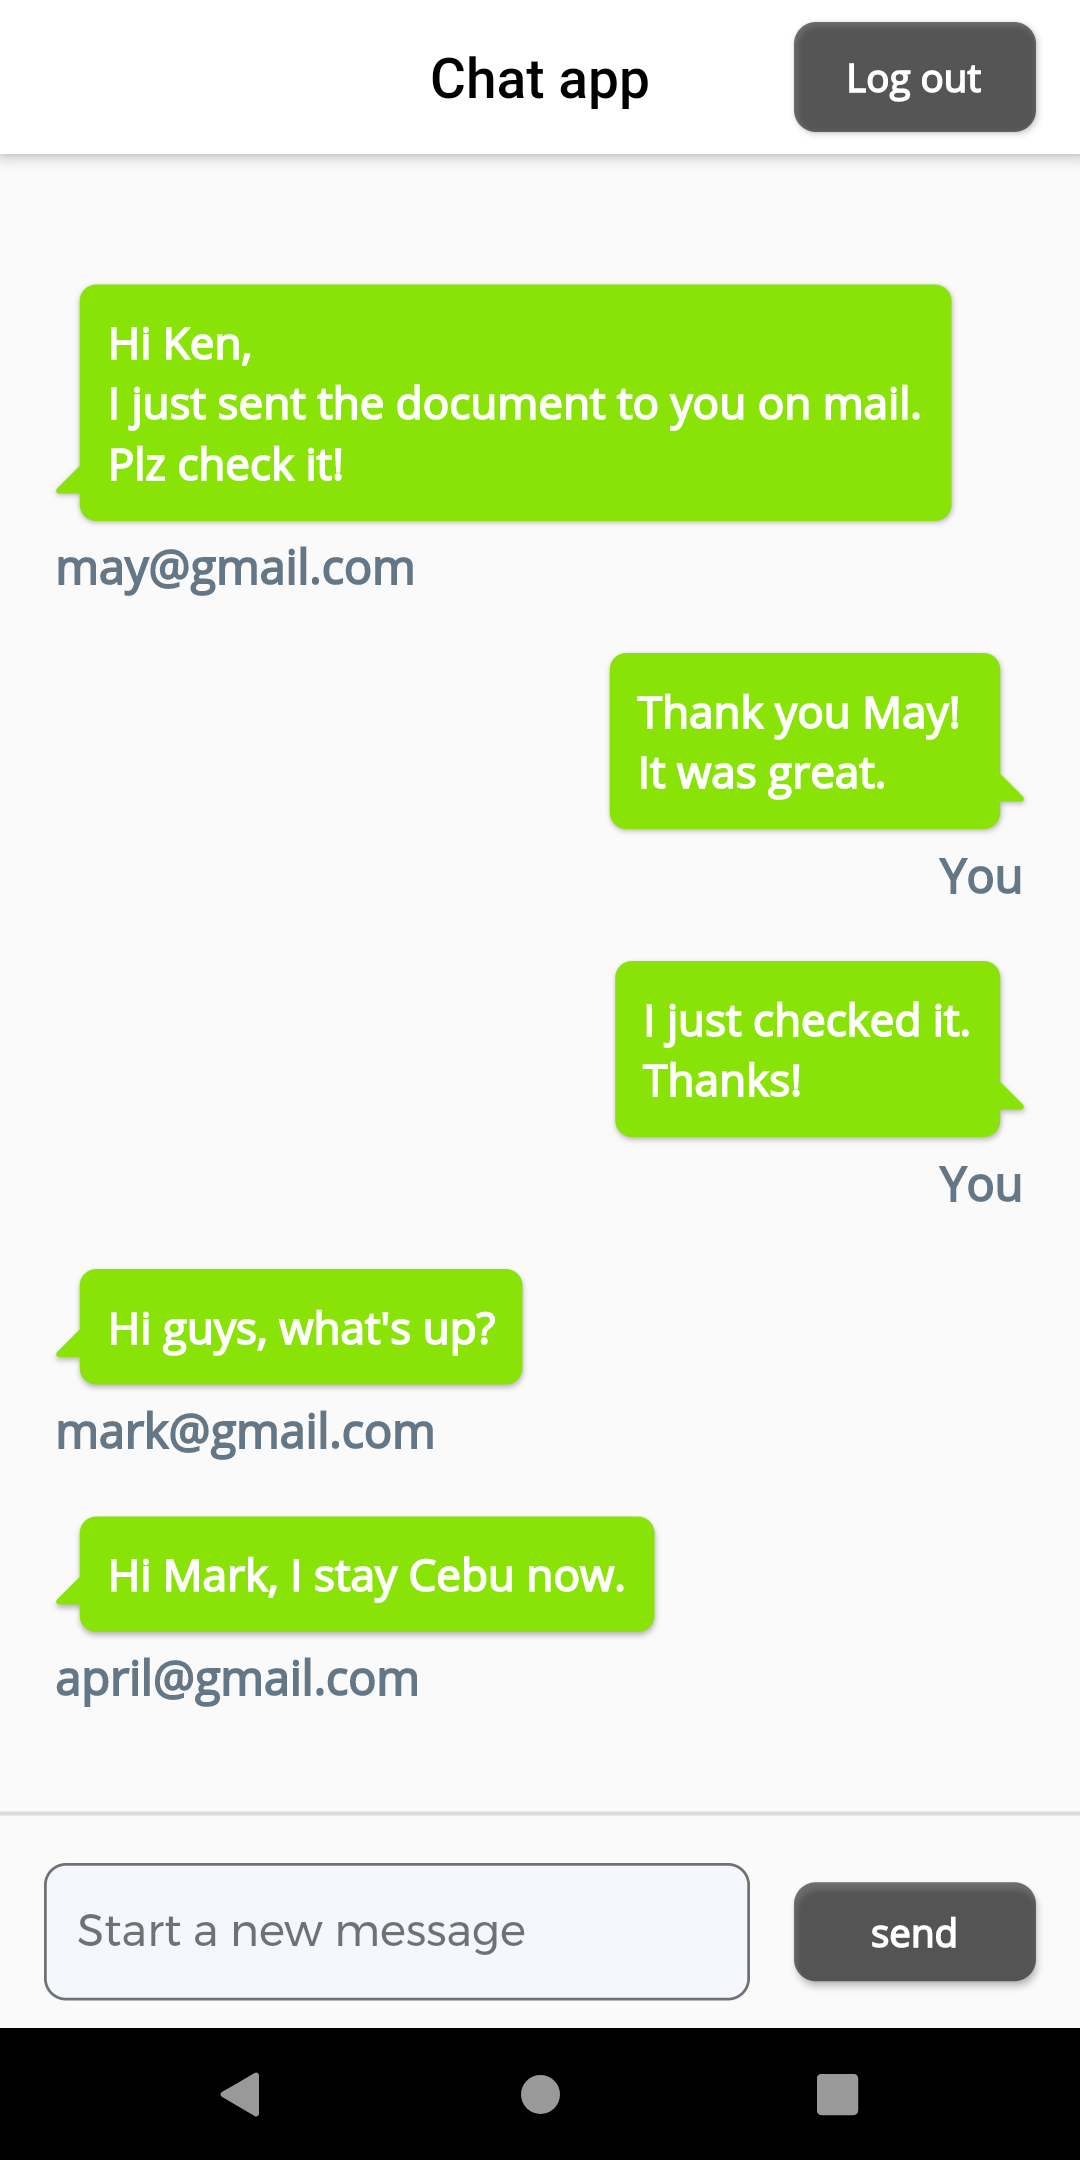 Chat app
Log out
Hi Ken,
I just sent the document to you on mail.
Plz check it!
may@gmail.com
Thank you May!
It was great.
You
I just checked it.
Thanks!
You
Hi guys, what's up?
mark@gmail.com
Hi Mark, I stay Cebu now.
april@gmail.com
Start a new message
send